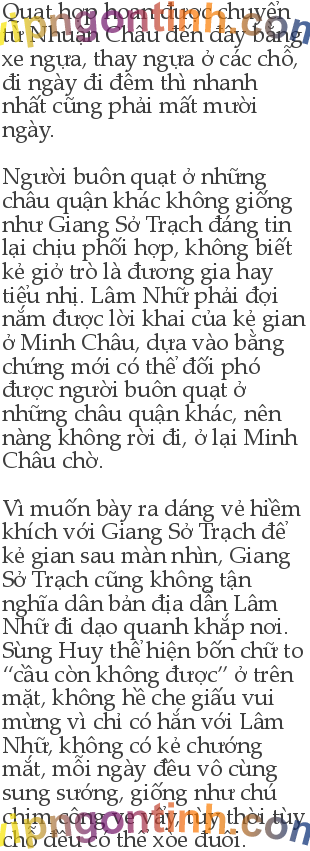 Quạt hợp hoan được chuyển
từ Nhuận Châu đến đây bằng
xe ngựa, thay ngựa ở các chỗ,
đi ngày đi đêm thì nhanh
nhất cũng phải mất mười
ngày.
Người buôn quạt ở những
châu quận khác không giống
như Giang Sở Trạch đáng tin
lại chịu phối hợp, không biết
kẻ giở trò là đương gia hay
tiểu nhị. Lâm Nhữ phải đợi
nắm được lời khai của kẻ gian
ở Minh Châu, dựa vào bằng
chứng mới có thể đối phó
được người buôn quạt ở
những châu quận khác, nên
nàng không rời đi, ở lại Minh
Châu chờ.
Vì muốn bày ra dáng vẻ hiềm
khích với Giang Sở Trạch để
kẻ gian sau màn nhìn, Giang
Sở Trạch cũng không tận
nghĩa dân bản địa dẫn Lâm
Nhữ đi dạo quanh khắp nơi.
Sùng Huy thể hiện bốn chữ to
“cầu còn không được” ở trên
mặt, không hề che giấu vui
mừng vì chỉ có hắn với Lâm
Nhữ, không có kẻ chướng
mắt, mỗi ngày đều vô cùng
sung sướng, giống như chú
chim công ve vẩy, tùy thời tùy
chỗ đều có thể xòe đuôi.
vipngontinh.com
vipngontinh.com